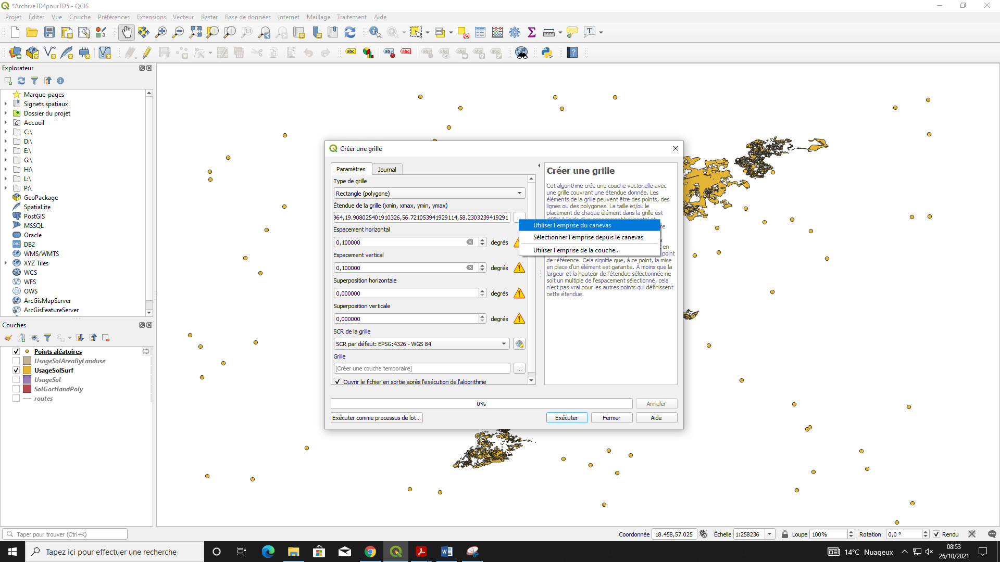 *ArchiveTD4pourTD5 - QGIS
Projet Éditer Vue Couche Préférences Extensions Vecteur Raster Base de données Internet Maillage Traitement Aide
Explorateur
Marque-pages
Signets spatiaux
Dossier du projet
Accueil
C:\
D:\
E:\
G:\
H:\
L:\
P:\
GeoPackage
SpatiaLite
PostGIS
MSSQL
Oracle
DB2
WMS/WMTS
XYZ Tiles
WCS
WFS
OWS
ArcGisMapServer
ArcGisFeatureServer
Couches
Points aléatoires
UsageSolAreaByLanduse
UsageSolSurf
UsageSol
SolGortlandPoly
routes
Créer une grille
Paramètres Journal
Type de grille
Rectangle (polygone)
Étendue de la grille (xmin, xmax, ymin, ymax)
964,19.908025401910326,56.721053941929114,58.2303239419291
Espacement horizontal
0,100000 degrés
Espacement vertical
0,100000 degrés
Superposition horizontale
0,000000 degrés
Superposition verticale
0,000000 degrés
SCR de la grille
SCR par défaut: EPSG:4326 - WGS 84
Grille
[Créer une couche temporaire] ...
Ouvrir le fichier en sortie après l'exécution de l'algorithme
Créer une grille
Cet algorithme crée une couche vectorielle avec
une grille couvrant une étendue donnée. Les
éléments de la grille peuvent être des points, des
lignes ou des polygones. La taille et/ou le
placement de chaque élément dans la grille est
Utiliser l'emprise du canevas
Sélectionner l'emprise depuis le canevas
Utiliser l'emprise de la couche...
en
point
de référence. Cela signifie que, à ce point, la mise
en place d'un élément est garantie. À moins que la
largeur et la hauteur de l'étendue sélectionnée ne
soit un multiple de l'espacement sélectionné, cela
n'est pas vrai pour les autres points qui définissent
cette étendue.
0% Annuler
Exécuter comme processus de lot... Exécuter Fermer Aide
Taper pour trouver (Ctrl+K) Coordonnée 18.458,57.025 Échelle 1:258236 Loupe 100% Rotation 0,0 ° Rendu
Tapez ici pour effectuer une recherche
14°C Nuageux
08:53
26/10/2021